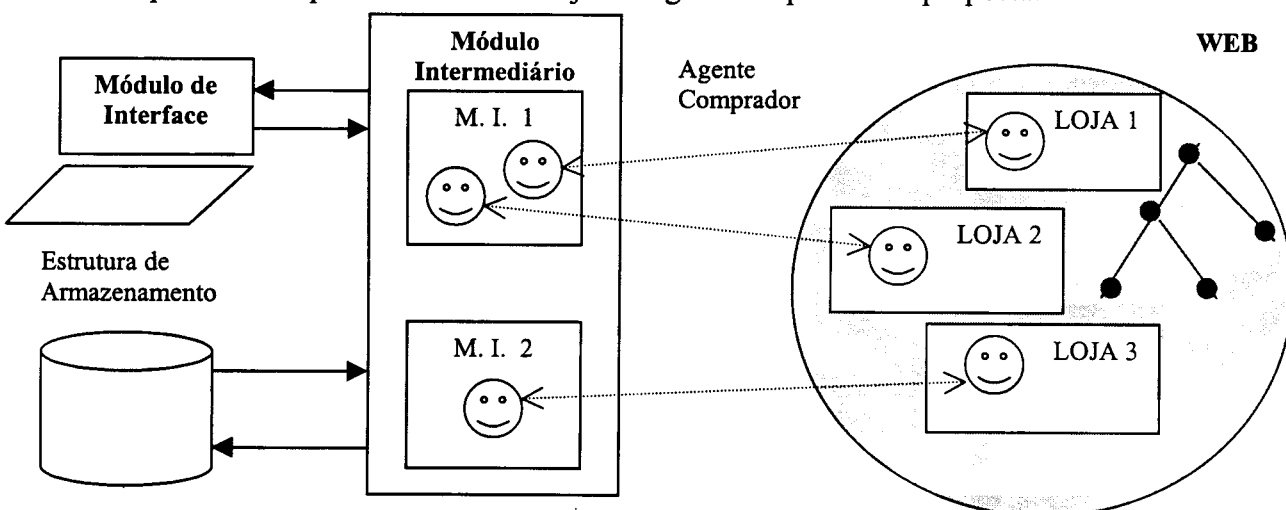 Módulo de
Interface
Estrutura de
Armazenamento
Módulo
Intermediário
M. I. 1
M. I. 2
Agente
Comprador
WEB
LOJA 1
LOJA 2
LOJA 3